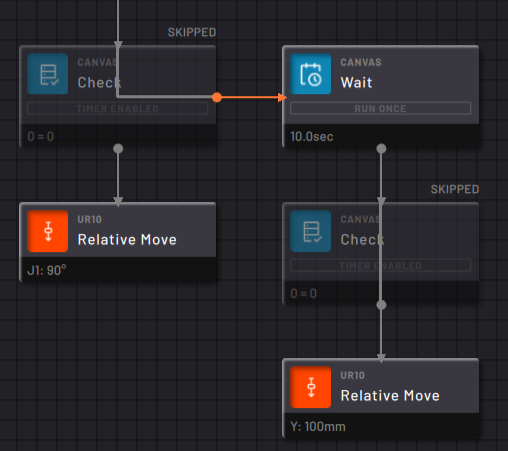 SKIPPED
CANVAS
Check
TIMER ENABLED
0 = 0
CANVAS
Wait
RUN ONCE
10.0sec
UR10
Relative Move
J1: 90°
SKIPPED
CANVAS
Check
TIMER ENABLED
0 = 0
UR10
Relative Move
Y: 100mm